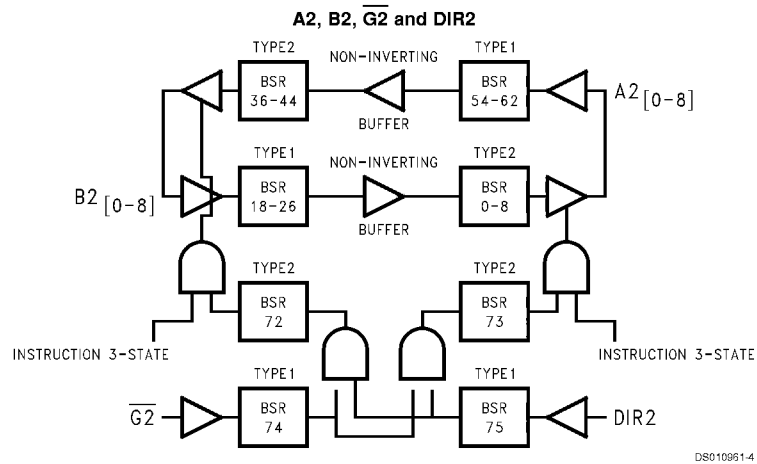 A2, B2, G2 and DIR2
TYPE2
NON-INVERTING
TYPE1
BSR
36-44
BSR
54-62
A2[0-8]
BUFFER
TYPE1
NON-INVERTING
TYPE2
B2[0-8]
BSR
18-26
BSR
0-8
BUFFER
TYPE2
TYPE2
BSR
72
BSR
73
INSTRUCTION 3-STATE
INSTRUCTION 3-STATE
TYPE1
TYPE1
G2
BSR
74
BSR
75
DIR2
DS010961-4